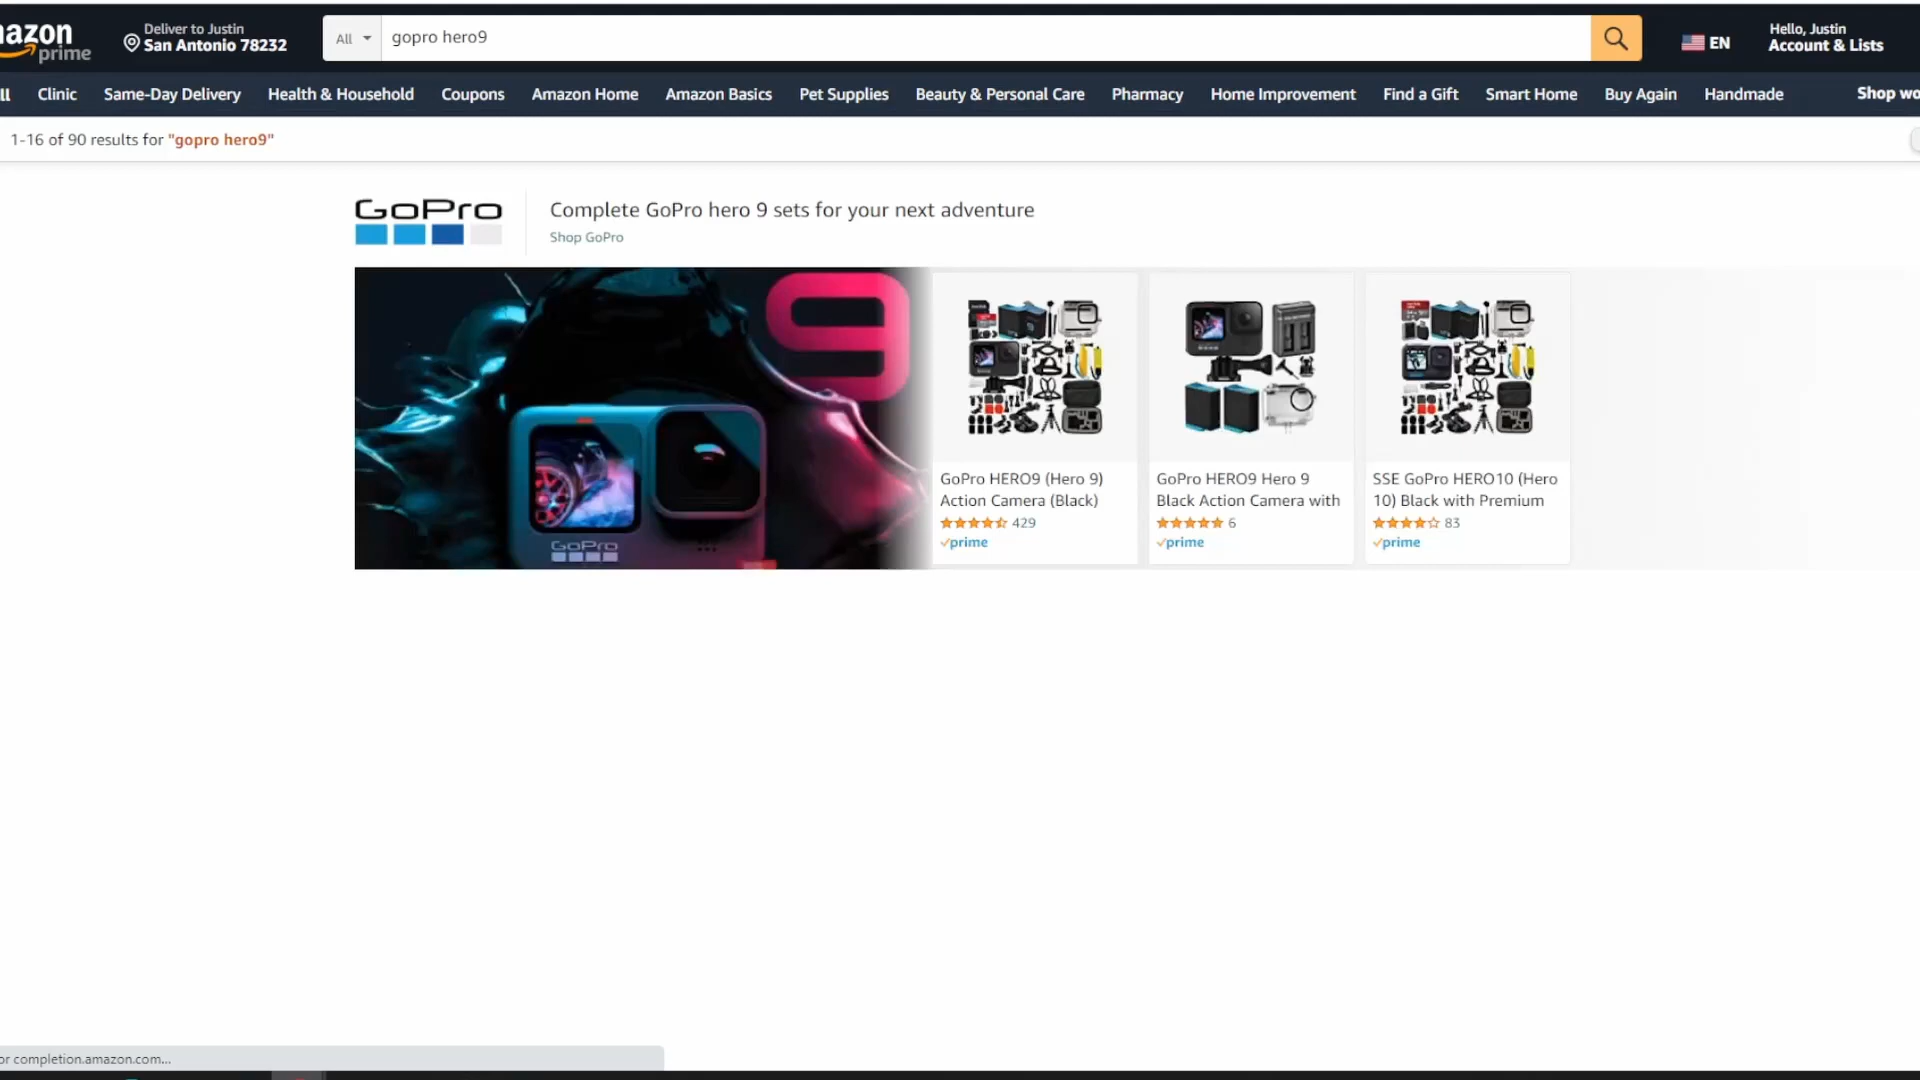 amazon
prime
Deliver to Justin
San Antonio 78232
All
gopro hero9
EN
Hello, Justin
Account & Lists
Clinic
Same-Day Delivery
Health & Household
Coupons
Amazon Home
Amazon Basics
Pet Supplies
Beauty & Personal Care
Pharmacy
Home Improvement
Find a Gift
Smart Home
Buy Again
Handmade
Shop
1-16 of 90 results for "gopro hero9"
GoPro
Complete GoPro hero 9 sets for your next adventure
Shop GoPro
9
GoPro
GoPro HERO9 (Hero 9)
Action Camera (Black)
429
prime
GoPro HERO9 Hero 9
Black Action Camera with
6
prime
SSE GoPro HERO10 (Hero
10) Black with Premium
83
prime
completion.amazon.com...